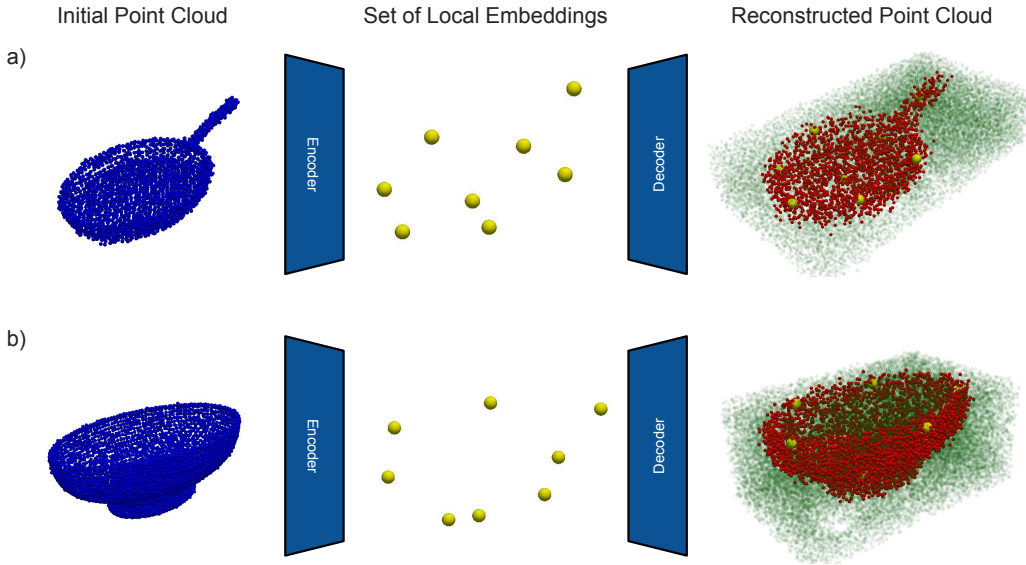 Initial Point Cloud
Set of Local Embeddings
Reconstructed Point Cloud
a)
Encoder
Decoder
b)
Encoder
Decoder